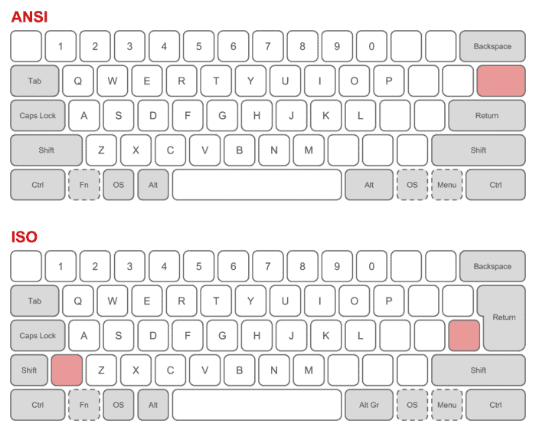 ANSI
1 2 3 4 5 6 7 8 9 0 Backspace
Tab Q W E R T Y U I O P
Caps Lock A S D F G H J K L Return
Shift Z X C V B N M Shift
Ctrl Fn OS Alt Alt OS Menu Ctrl
ISO
1 2 3 4 5 6 7 8 9 0 Backspace
Tab Q W E R T Y U I O P Return
Caps Lock A S D F G H J K L
Shift Z X C V B N M Shift
Ctrl Fn OS Alt Alt Gr OS Menu Ctrl